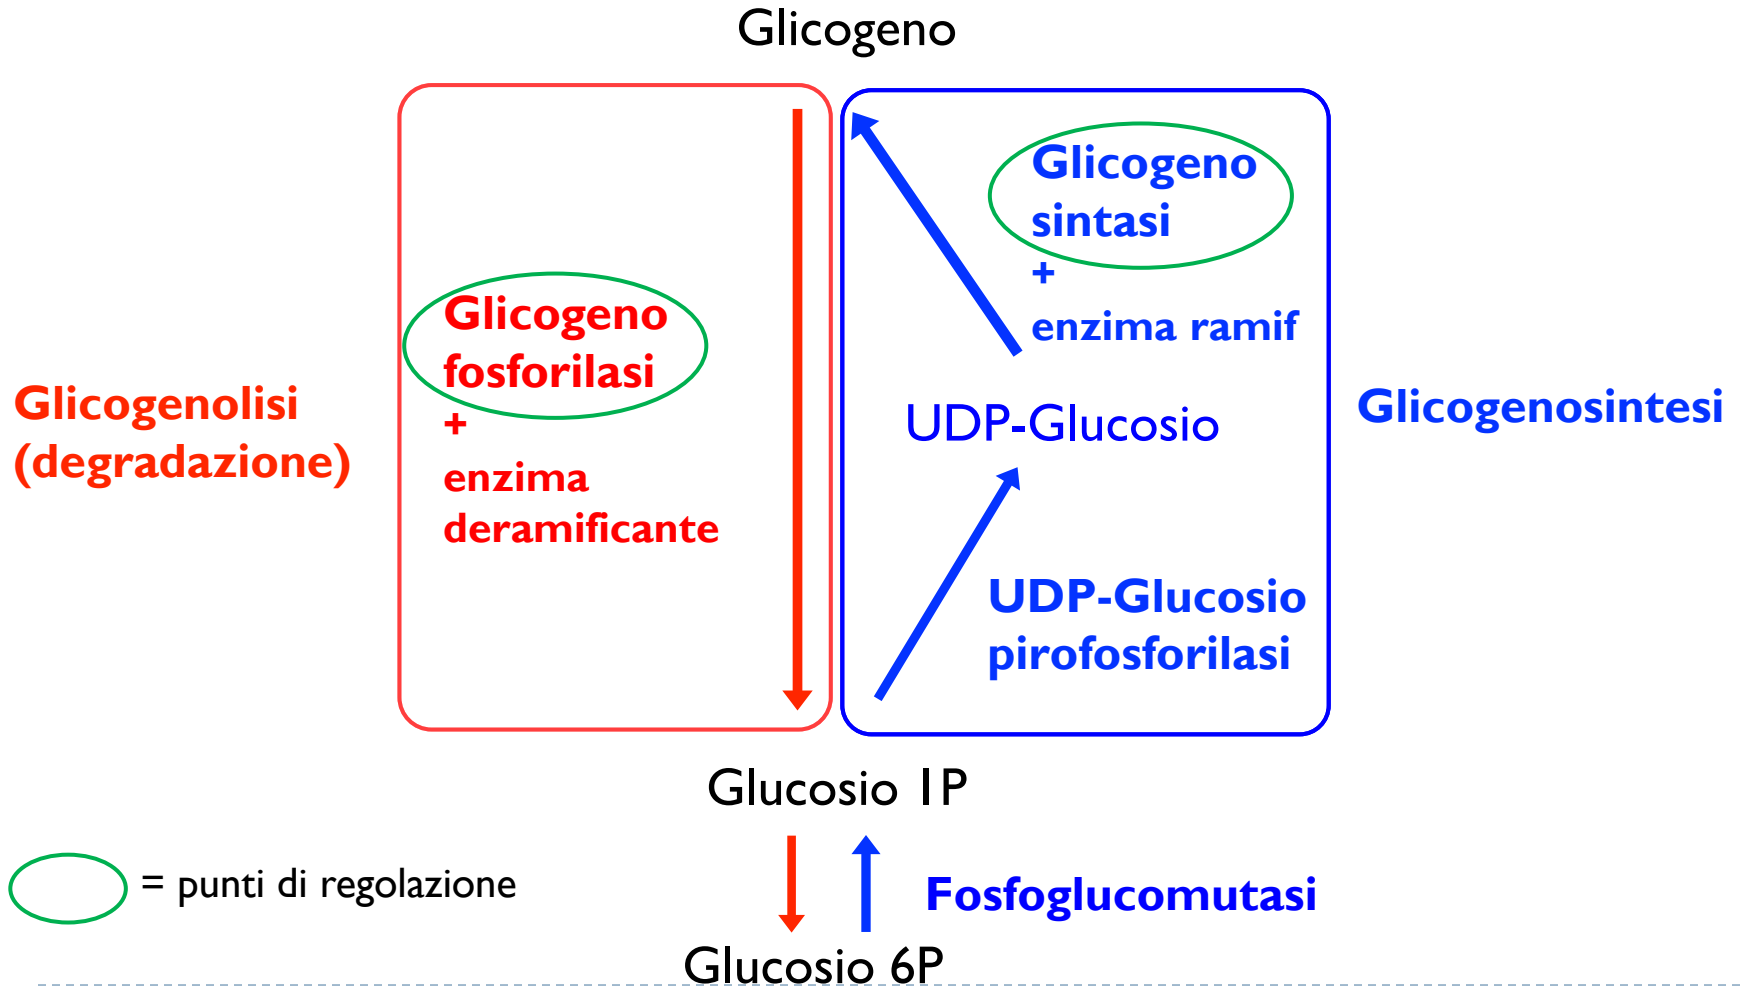 Glicogeno
Glicogenolisi
(degradazione)
Glicogeno
fosforilasi
+
enzima
deramificante
Glicogeno
sintasi
+
enzima ramif
UDP-Glucosio
UDP-Glucosio
pirofosforilasi
Glicogenosintesi
Glucosio 1P
Fosfoglucomutasi
Glucosio 6P
= punti di regolazione